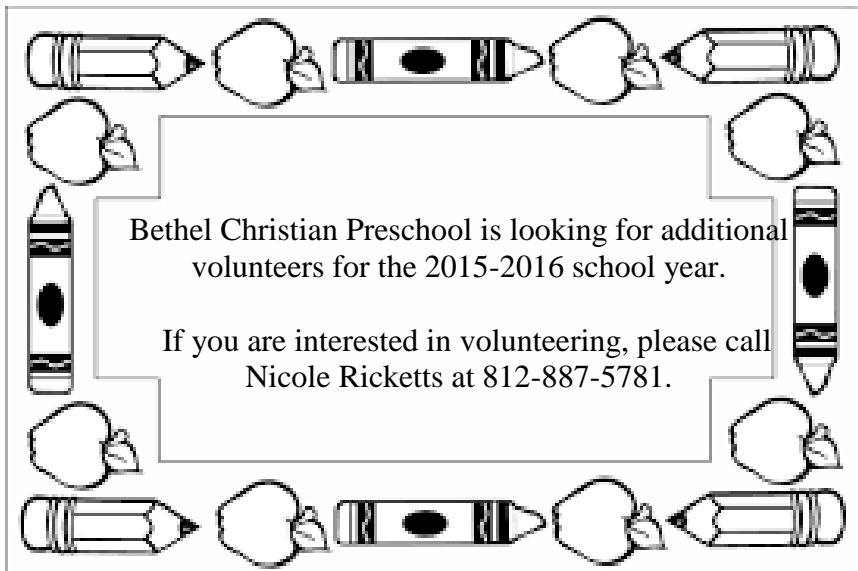 Bethel Christian Preschool is looking for additional
volunteers for the 2015-2016 school year.
If you are interested in volunteering, please call
Nicole Ricketts at 812-887-5781.